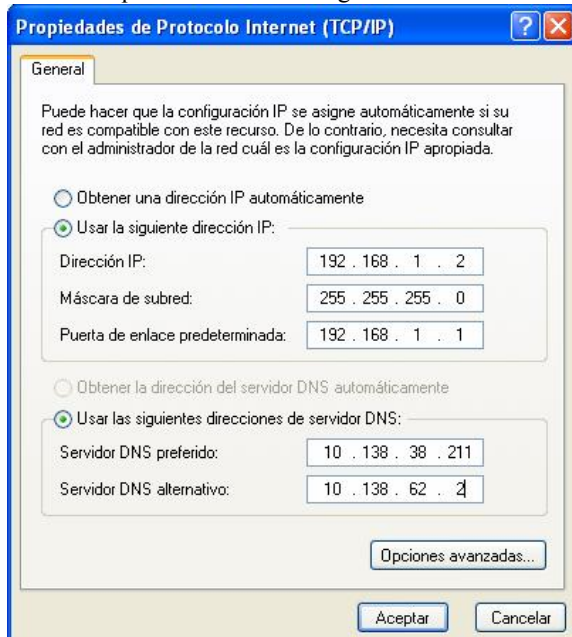 Propiedades de Protocolo Internet (TCP/IP)
General
Puede hacer que la configuración IP se asigne automáticamente si su
red es compatible con este recurso. De lo contrario, necesita consultar
con el administrador de la red cuál es la configuración IP apropiada.
Obtener una dirección IP automáticamente
Usar la siguiente dirección IP:
Dirección IP: 192 . 168 . 1 . 2
Máscara de subred: 255 . 255 . 255 . 0
Puerta de enlace predeterminada: 192 . 168 . 1 . 1
Obtener la dirección del servidor DNS automáticamente
Usar las siguientes direcciones de servidor DNS:
Servidor DNS preferido: 10 . 138 . 38 . 211
Servidor DNS alternativo: 10 . 138 . 62 . 2
Opciones avanzadas...
Aceptar Cancelar